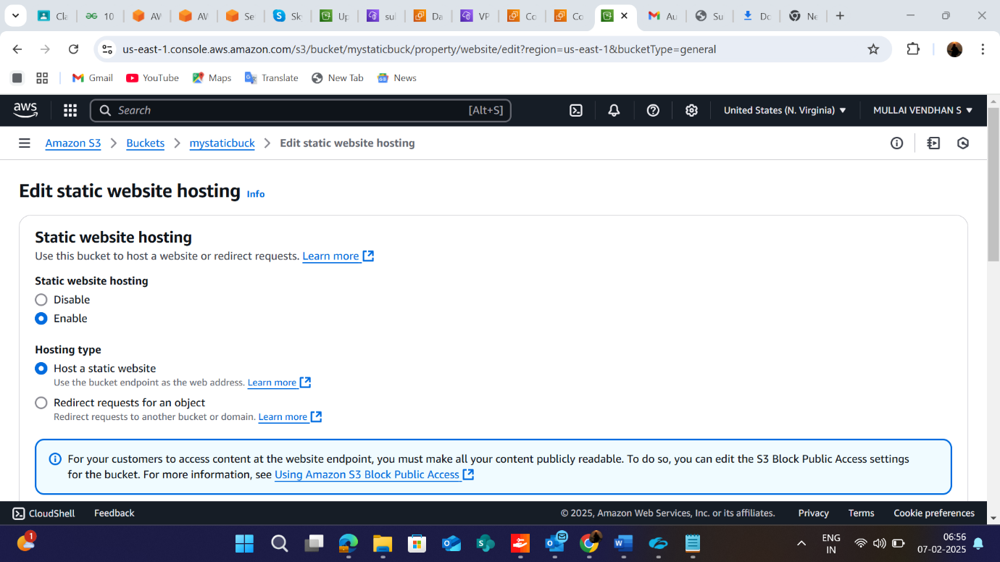 Cla
10
AV
AV
Se
Sk
Up
sul
Da
VP
Co
Co
Au
Su
Do
Ne
us-east-1.console.aws.amazon.com/s3/bucket/mystaticbuck/property/website/edit?region=us-east-1&bucketType=general
Gmail YouTube Maps Translate New Tab News
aws Search [Alt+S] United States (N. Virginia) MULLAI VENDHAN S
Amazon S3 Buckets mystaticbuck Edit static website hosting
Edit static website hosting Info
Static website hosting
Use this bucket to host a website or redirect requests. Learn more
Static website hosting
Disable
Enable
Hosting type
Host a static website
Use the bucket endpoint as the web address. Learn more
Redirect requests for an object
Redirect requests to another bucket or domain. Learn more
For your customers to access content at the website endpoint, you must make all your content publicly readable. To do so, you can edit the S3 Block Public Access settings
for the bucket. For more information, see Using Amazon S3 Block Public Access
CloudShell Feedback © 2025, Amazon Web Services, Inc. or its affiliates. Privacy Terms Cookie preferences
1
ENG
IN
06:56
07-02-2025